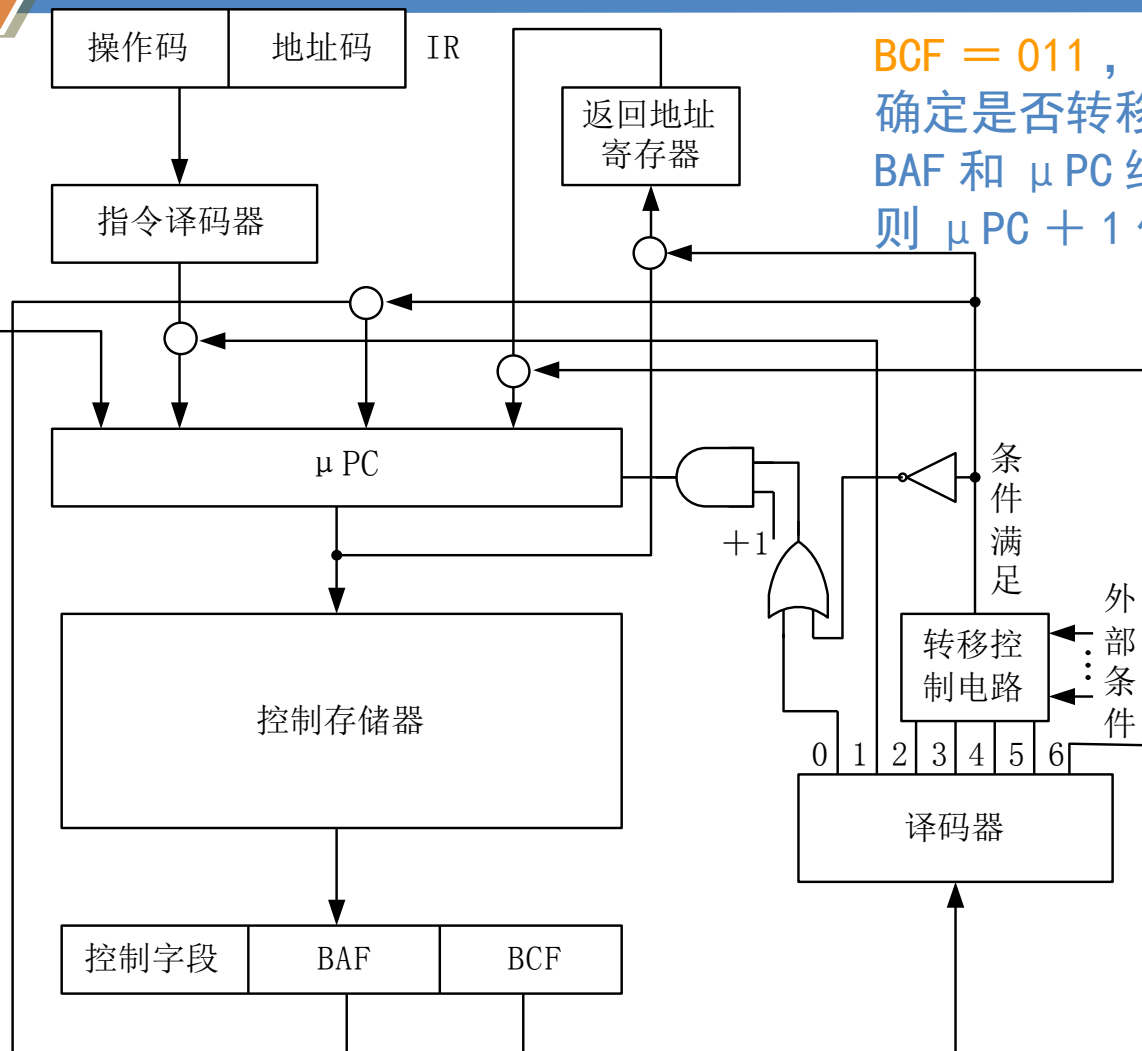 操作码 地址码 IR
BCF ＝ 011 ，
确定是否转移
BAF 和 μ PC
则 μ PC ＋ 1
返回地址
寄存器
指令译码器
μ PC
＋1
条件满足
外部条件
转移控
制电路
控制存储器
0 1 2 3 4 5 6
译码器
控制字段 BAF BCF